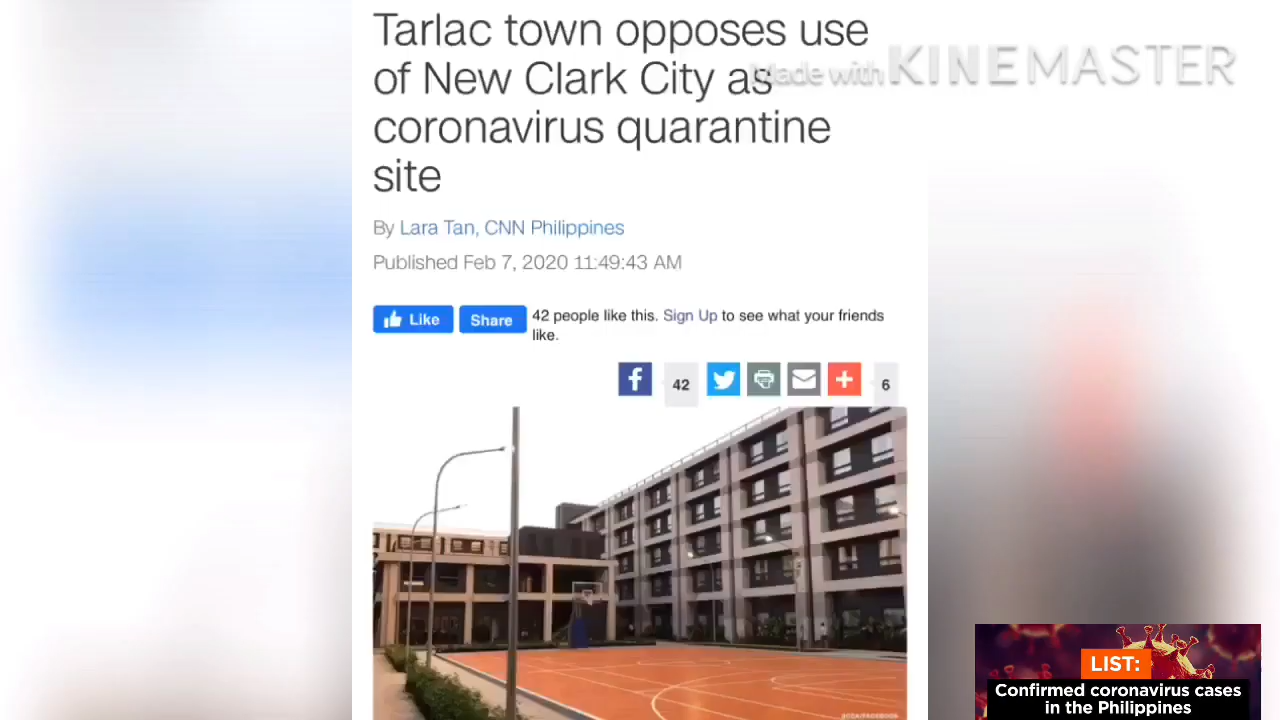 Tarlac town opposes use
of New Clark City as
coronavirus quarantine
site
Made with KINEMASTER
By Lara Tan, CNN Philippines
Published Feb 7, 2020 11:49:43 AM
Like
Share
42 people like this. Sign Up to see what your friends
like.
f
42
6
LIST:
Confirmed coronavirus cases
in the Philippines